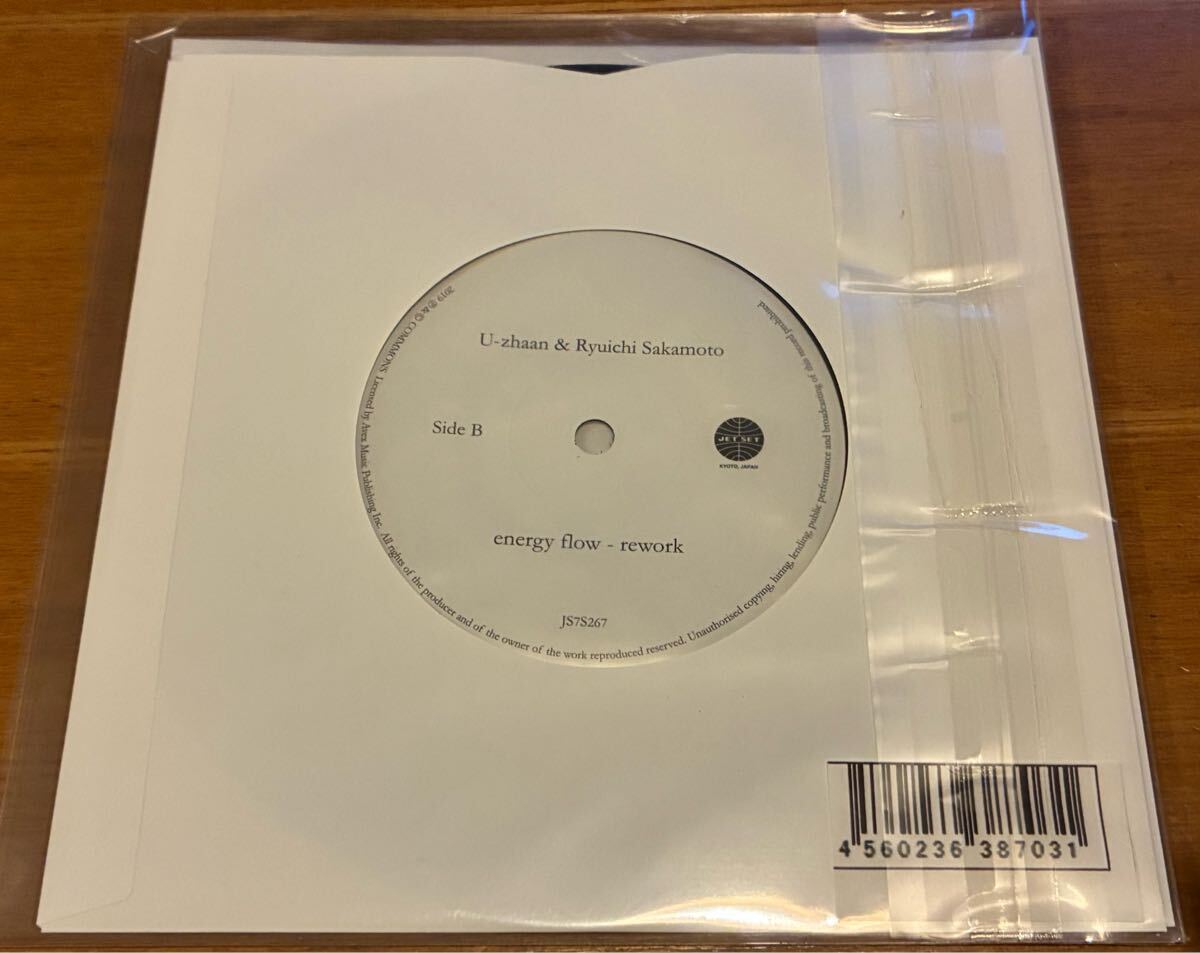 U-zhaan & Ryuichi Sakamoto
Side B
JET SET
KYOTO, JAPAN
energy flow - rework
JS7S267
2019 ℗ & © COMMONS Licensed by Avex Music Publishing Inc. All rights of the producer and of the owner of the work reproduced reserved. Unauthorised copying, hiring, lending, public performance and broadcasting of this record prohibited.
4 560236 387031